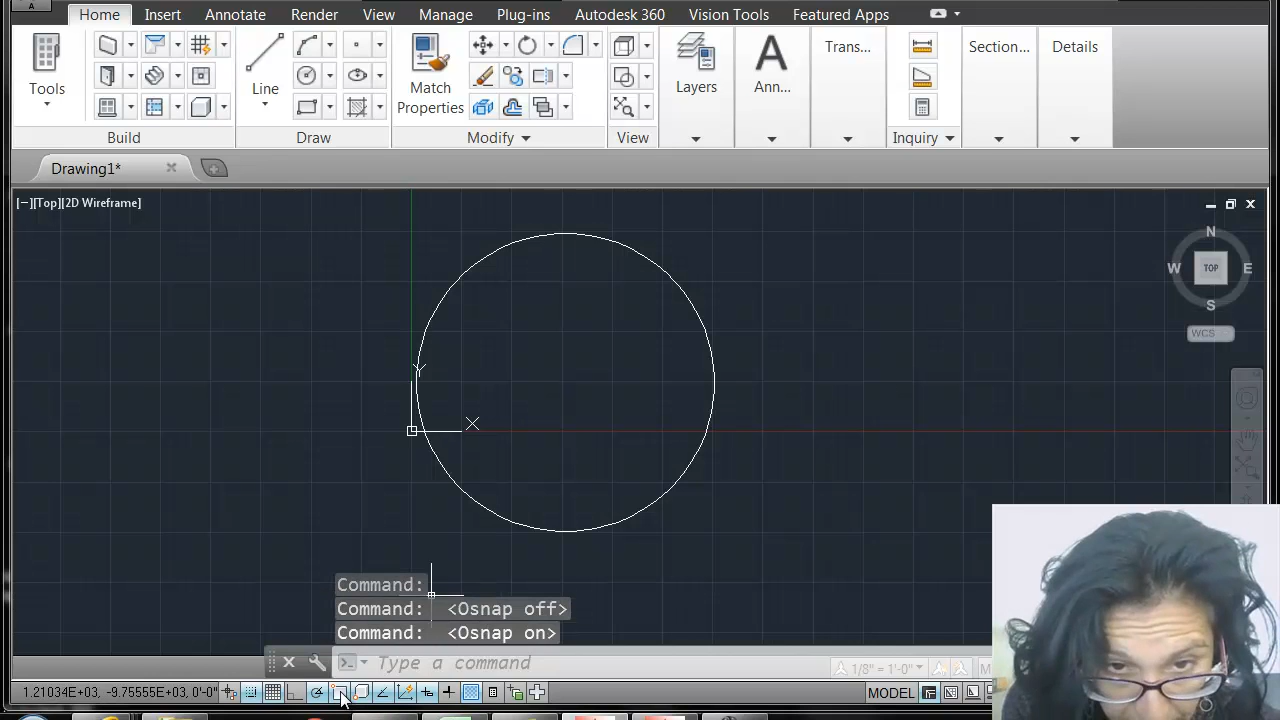 Home Insert Annotate Render View Manage Plug-ins Autodesk 360 Vision Tools Featured Apps
Tools
Line
Match
Properties
Layers
Ann...
Trans...
Section...
Details
Build Draw Modify View Inquiry
Drawing1*
[−][Top][2D Wireframe]
N
W TOP E
S
WCS
Y
X
Command:
Command: <Osnap off>
Command: <Osnap on>
Type a command
1/8" = 1'-0"
1.21034E+03, -9.75555E+03, 0'-0"
MODEL